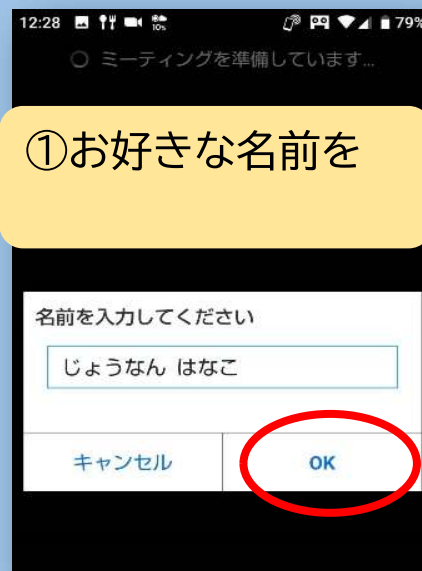 12:28 10% 79%
ミーティングを準備しています...
①お好きな名前を
名前を入力してください
じょうなん はなこ
キャンセル OK